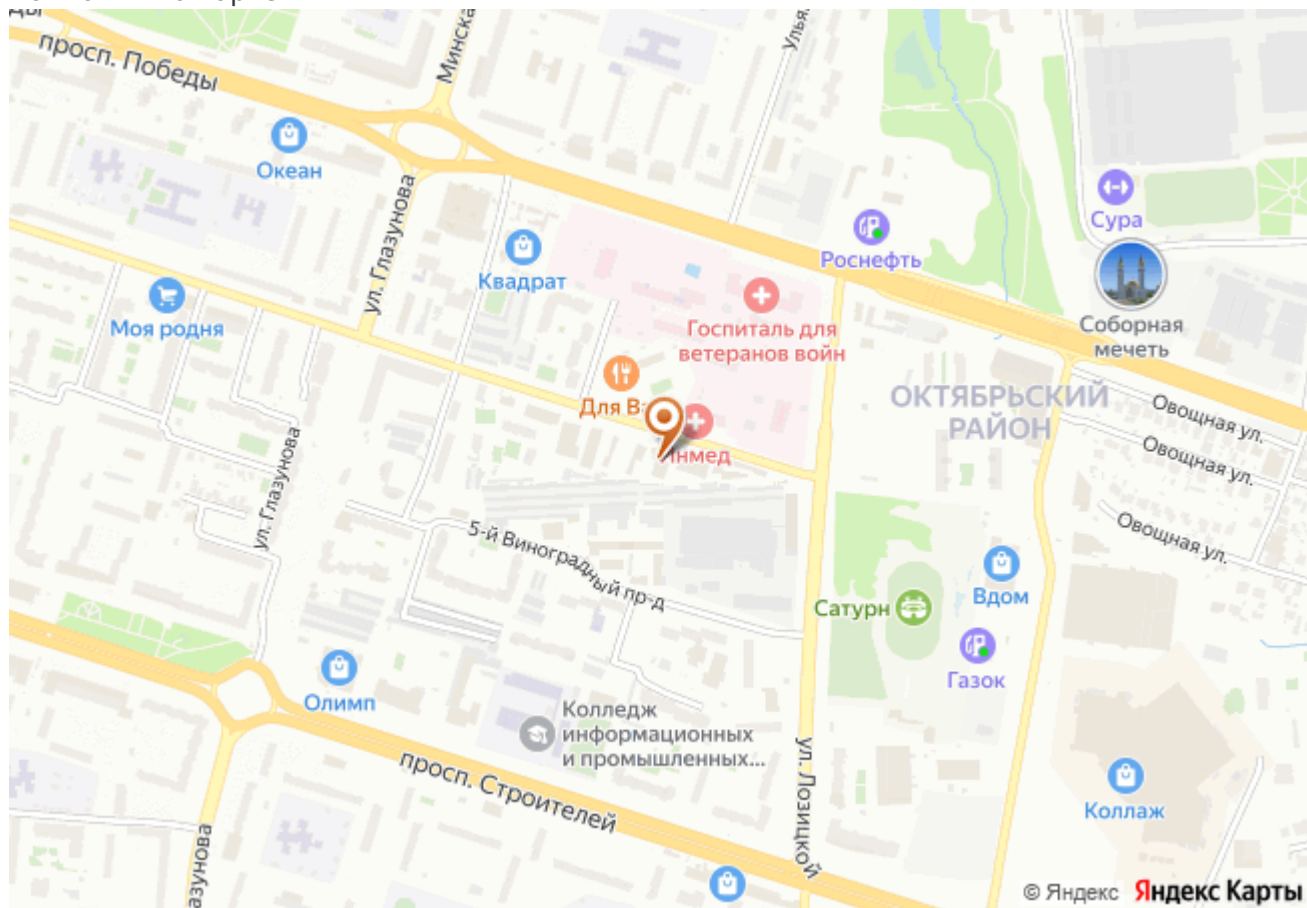 просп. Победы
Минска
Океан
ул. Глазунова
Квадрат
Моя родня
Госпиталь для
ветеранов войн
Роснефть
Сура
Соборная
мечеть
ОКТЯБРЬСКИЙ
РАЙОН
Овощная ул.
Овощная ул.
Овощная ул.
Для В
Инмед
ул. Глазунова
5-й Виноградный пр-д
Сатурн
Вдом
Газок
Олимп
Колледж
информационных
и промышленных...
просп. Строителей
ул. Лозицкой
Коллаж
азунова
© Яндекс Яндекс Карты